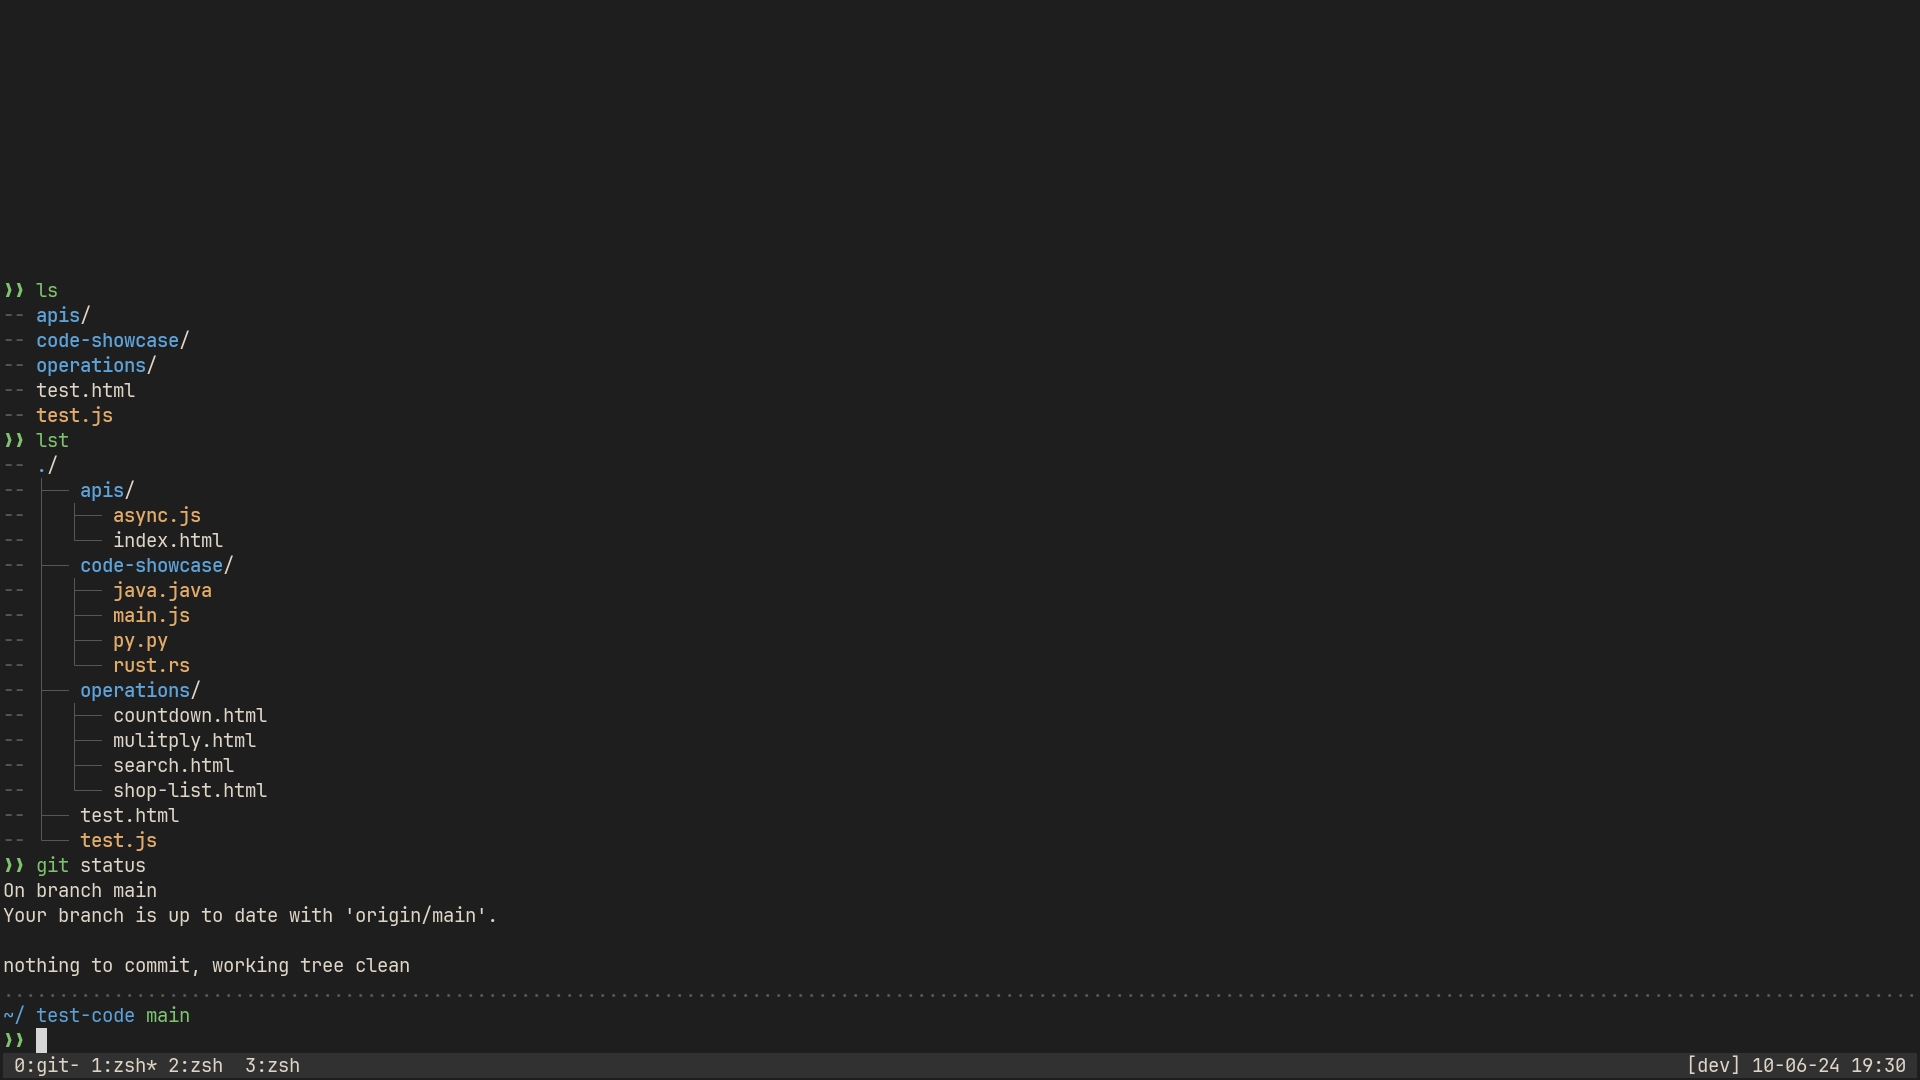 ❯❯ ls
-- apis/
-- code-showcase/
-- operations/
-- test.html
-- test.js
❯❯ lst
-- ./
-- ├── apis/
-- │  ├── async.js
-- │  └── index.html
-- ├── code-showcase/
-- │  ├── java.java
-- │  ├── main.js
-- │  ├── py.py
-- │  └── rust.rs
-- ├── operations/
-- │  ├── countdown.html
-- │  ├── mulitply.html
-- │  ├── search.html
-- │  └── shop-list.html
-- ├── test.html
-- └── test.js
❯❯ git status
On branch main
Your branch is up to date with 'origin/main'.
nothing to commit, working tree clean
~/ test-code main
❯❯
0:git- 1:zsh* 2:zsh  3:zsh [dev] 10-06-24 19:30